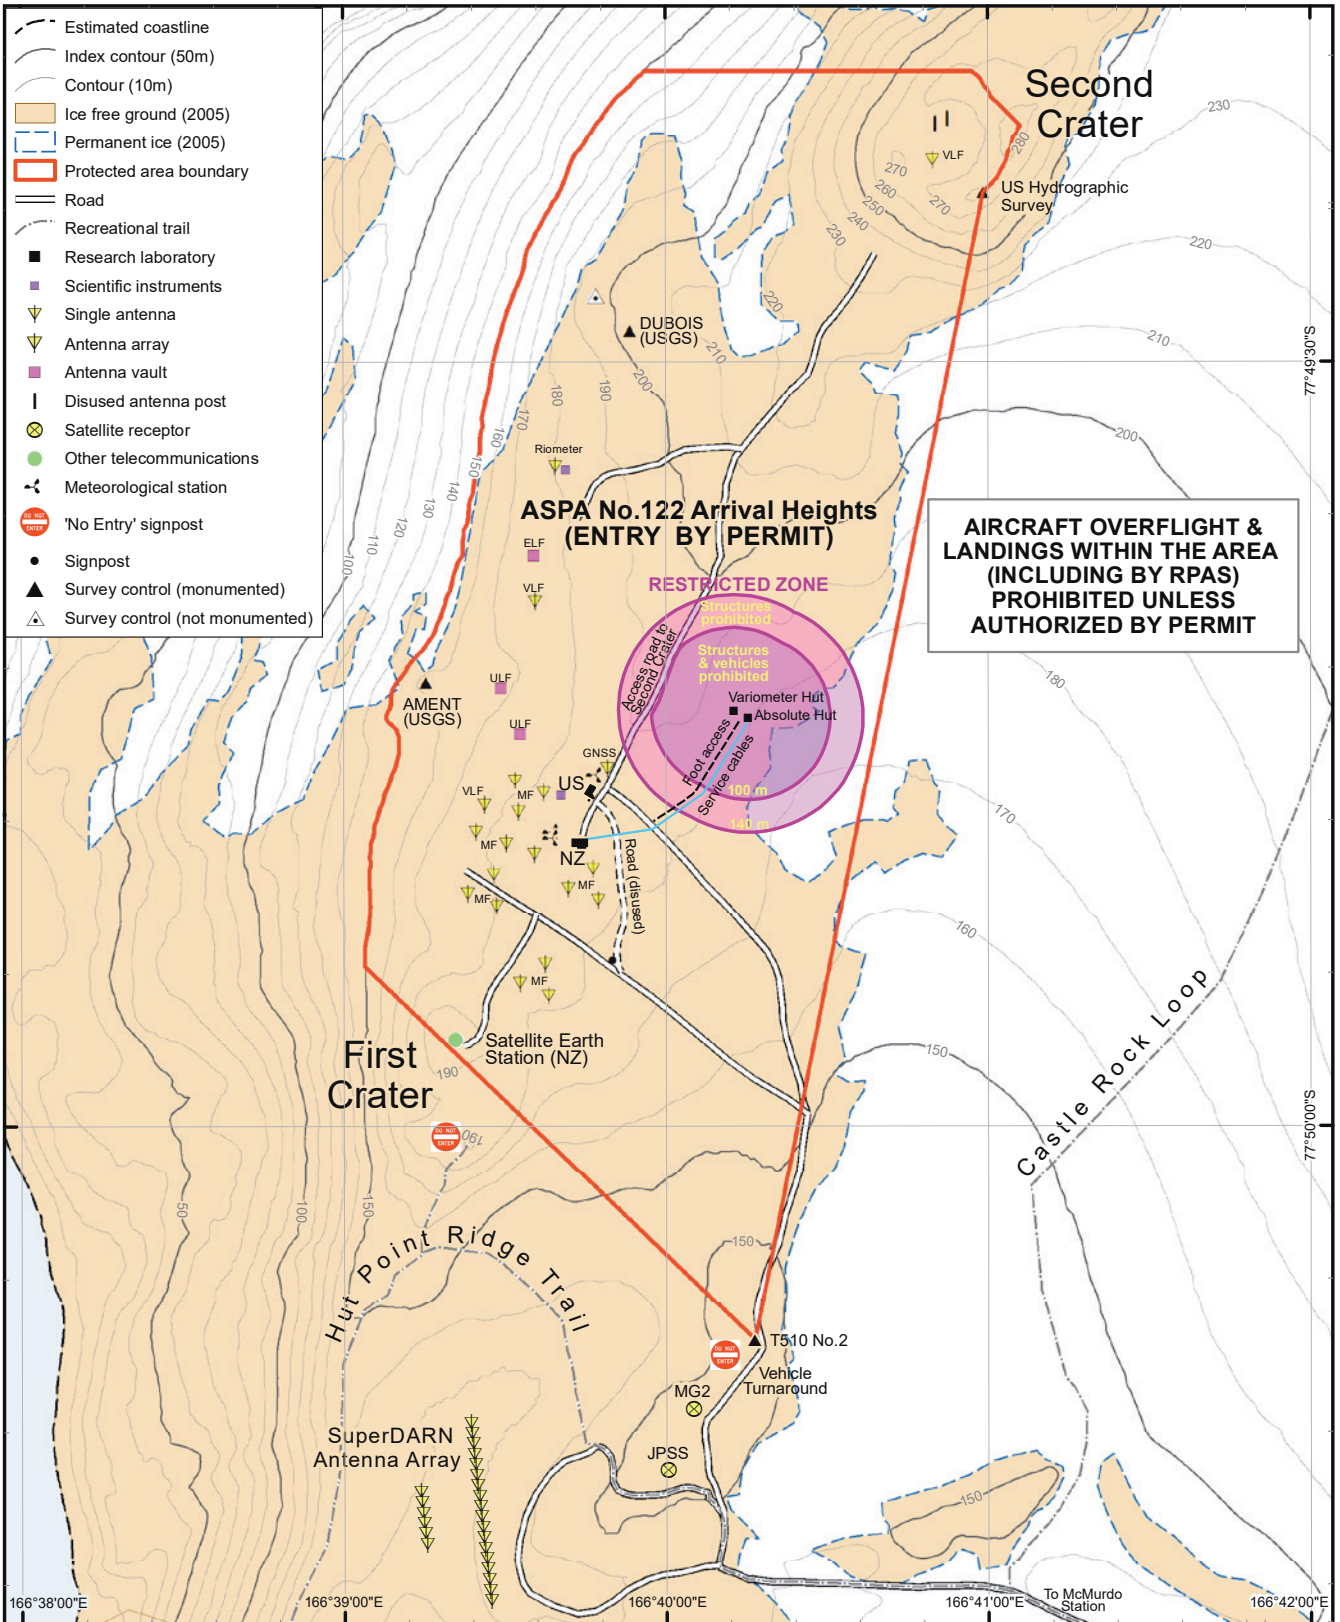 Estimated coastline
Index contour (50m)
Contour (10m)
Ice free ground (2005)
Permanent ice (2005)
Protected area boundary
Road
Recreational trail
Research laboratory
Scientific instruments
Single antenna
Antenna array
Antenna vault
Disused antenna post
Satellite receptor
Other telecommunications
Meteorological station
DO NOT
ENTER
'No Entry' signpost
Signpost
Survey control (monumented)
Survey control (not monumented)
Second
Crater
VLF
280
270
260
250
270
240
230
US Hydrographic
Survey
230
220
210
200
220
DUBOIS
(USGS)
210
200
190
180
170
160
150
140
130
120
110
100
77°49'30"S
Riometer
ASPA No.122 Arrival Heights
(ENTRY BY PERMIT)
AIRCRAFT OVERFLIGHT &
LANDINGS WITHIN THE AREA
(INCLUDING BY RPAS)
PROHIBITED UNLESS
AUTHORIZED BY PERMIT
ELF
VLF
RESTRICTED ZONE
Structures
prohibited
Structures
& vehicles
prohibited
Access road to
Second Crater
Variometer Hut
Absolute Hut
Foot access
Service cables
100 m
140 m
180
170
160
150
ULF
AMENT
(USGS)
ULF
GNSS
US
VLF
MF
MF
NZ
MF
MF
Road (disused)
MF
Satellite Earth
Station (NZ)
First
Crater
190
DO NOT
ENTER
190
Castle Rock Loop
77°50'00"S
50
100
150
150
Hut Point Ridge Trail
T510 No.2
DO NOT
ENTER
Vehicle
Turnaround
MG2
JPSS
SuperDARN
Antenna Array
150
To McMurdo
Station
166°38'00"E
166°39'00"E
166°40'00"E
166°41'00"E
166°42'00"E